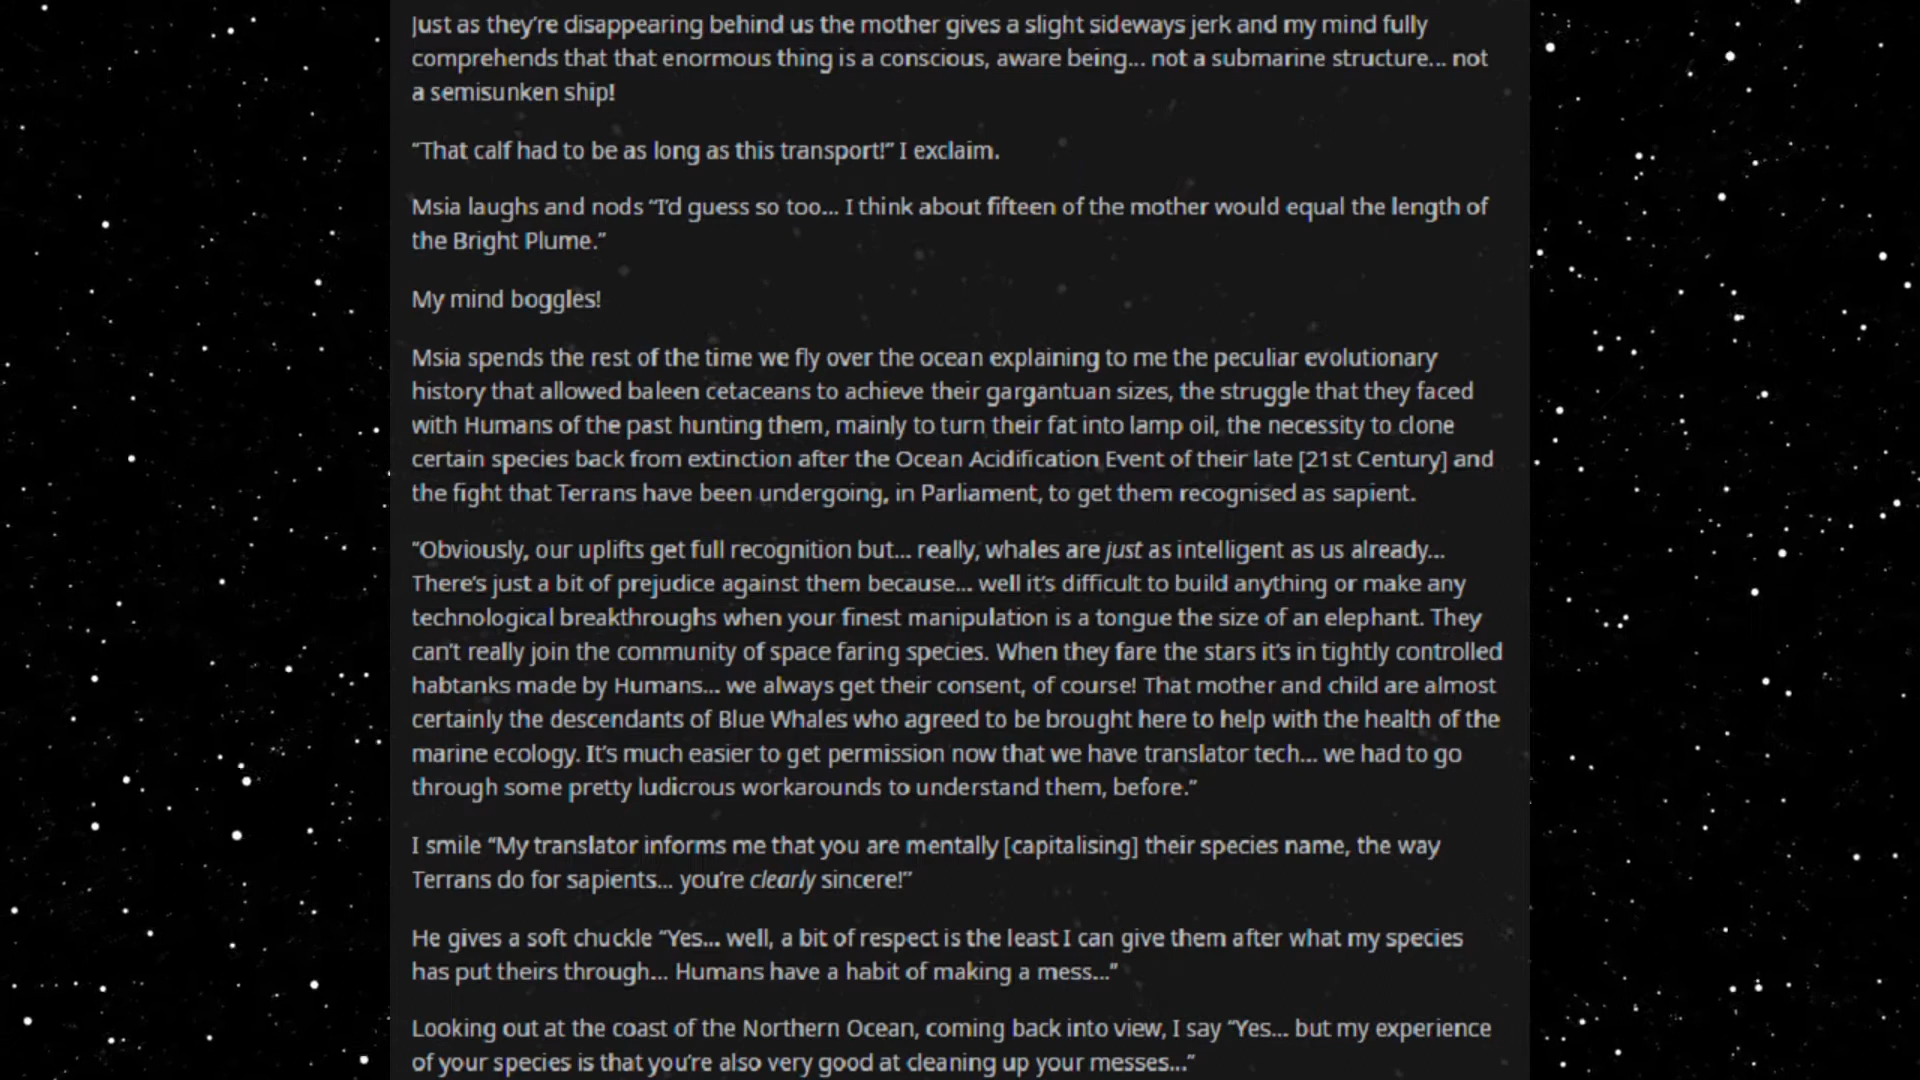 Just as they’re disappearing behind us the mother gives a slight sideways jerk and my mind fully
comprehends that that enormous thing is a conscious, aware being... not a submarine structure... not
a semisunken ship!
“That calf had to be as long as this transport!” I exclaim.
Msia laughs and nods “I’d guess so too... I think about fifteen of the mother would equal the length of
the Bright Plume.”
My mind boggles!
Msia spends the rest of the time we fly over the ocean explaining to me the peculiar evolutionary
history that allowed baleen cetaceans to achieve their gargantuan sizes, the struggle that they faced
with Humans of the past hunting them, mainly to turn their fat into lamp oil, the necessity to clone
certain species back from extinction after the Ocean Acidification Event of their late [21st Century] and
the fight that Terrans have been undergoing, in Parliament, to get them recognised as sapient.
“Obviously, our uplifts get full recognition but... really, whales are just as intelligent as us already...
There’s just a bit of prejudice against them because... well it’s difficult to build anything or make any
technological breakthroughs when your finest manipulation is a tongue the size of an elephant. They
can’t really join the community of space faring species. When they fare the stars it’s in tightly controlled
habtanks made by Humans... we always get their consent, of course! That mother and child are almost
certainly the descendants of Blue Whales who agreed to be brought here to help with the health of the
marine ecology. It’s much easier to get permission now that we have translator tech... we had to go
through some pretty ludicrous workarounds to understand them, before.”
I smile “My translator informs me that you are mentally [capitalising] their species name, the way
Terrans do for sapients... you’re clearly sincere!”
He gives a soft chuckle “Yes... well, a bit of respect is the least I can give them after what my species
has put theirs through... Humans have a habit of making a mess...”
Looking out at the coast of the Northern Ocean, coming back into view, I say “Yes... but my experience
of your species is that you’re also very good at cleaning up your messes...”